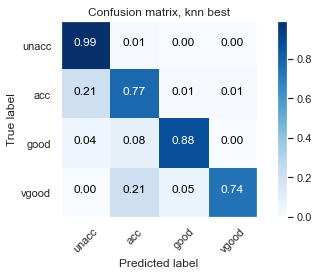 Confusion matrix, knn best
True label
unacc 0.99 0.01 0.00 0.00
acc 0.21 0.77 0.01 0.01
good 0.04 0.08 0.88 0.00
vgood 0.00 0.21 0.05 0.74
unacc acc good vgood
Predicted label
0.8
0.6
0.4
0.2
0.0